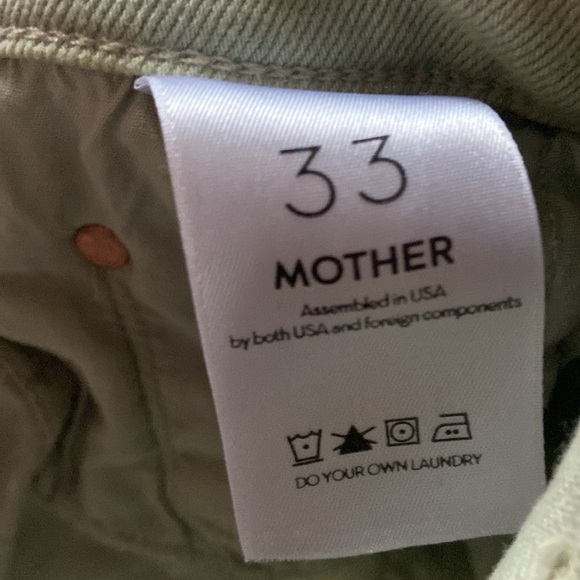 33
MOTHER
Assembled in USA
by both USA and foreign components
DO YOUR OWN LAUNDRY